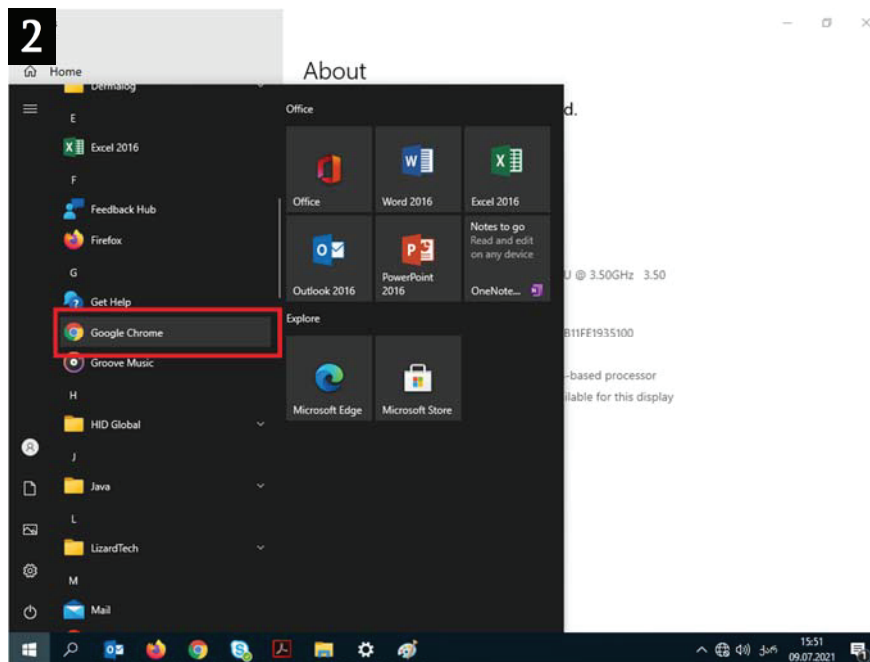 2
Home
About
Dermalog
d.
Office
E
Excel 2016
F
Feedback Hub
Firefox
G
Get Help
Google Chrome
Groove Music
H
HID Global
J
Java
L
LizardTech
M
Mail
Office
Word 2016
Excel 2016
Outlook 2016
PowerPoint
2016
Notes to go
Read and edit
on any device
OneNote...
Explore
Microsoft Edge
Microsoft Store
U @ 3.50GHz 3.50
B11FE1935100
-based processor
ilable for this display
ქარ
15:51
09.07.2021